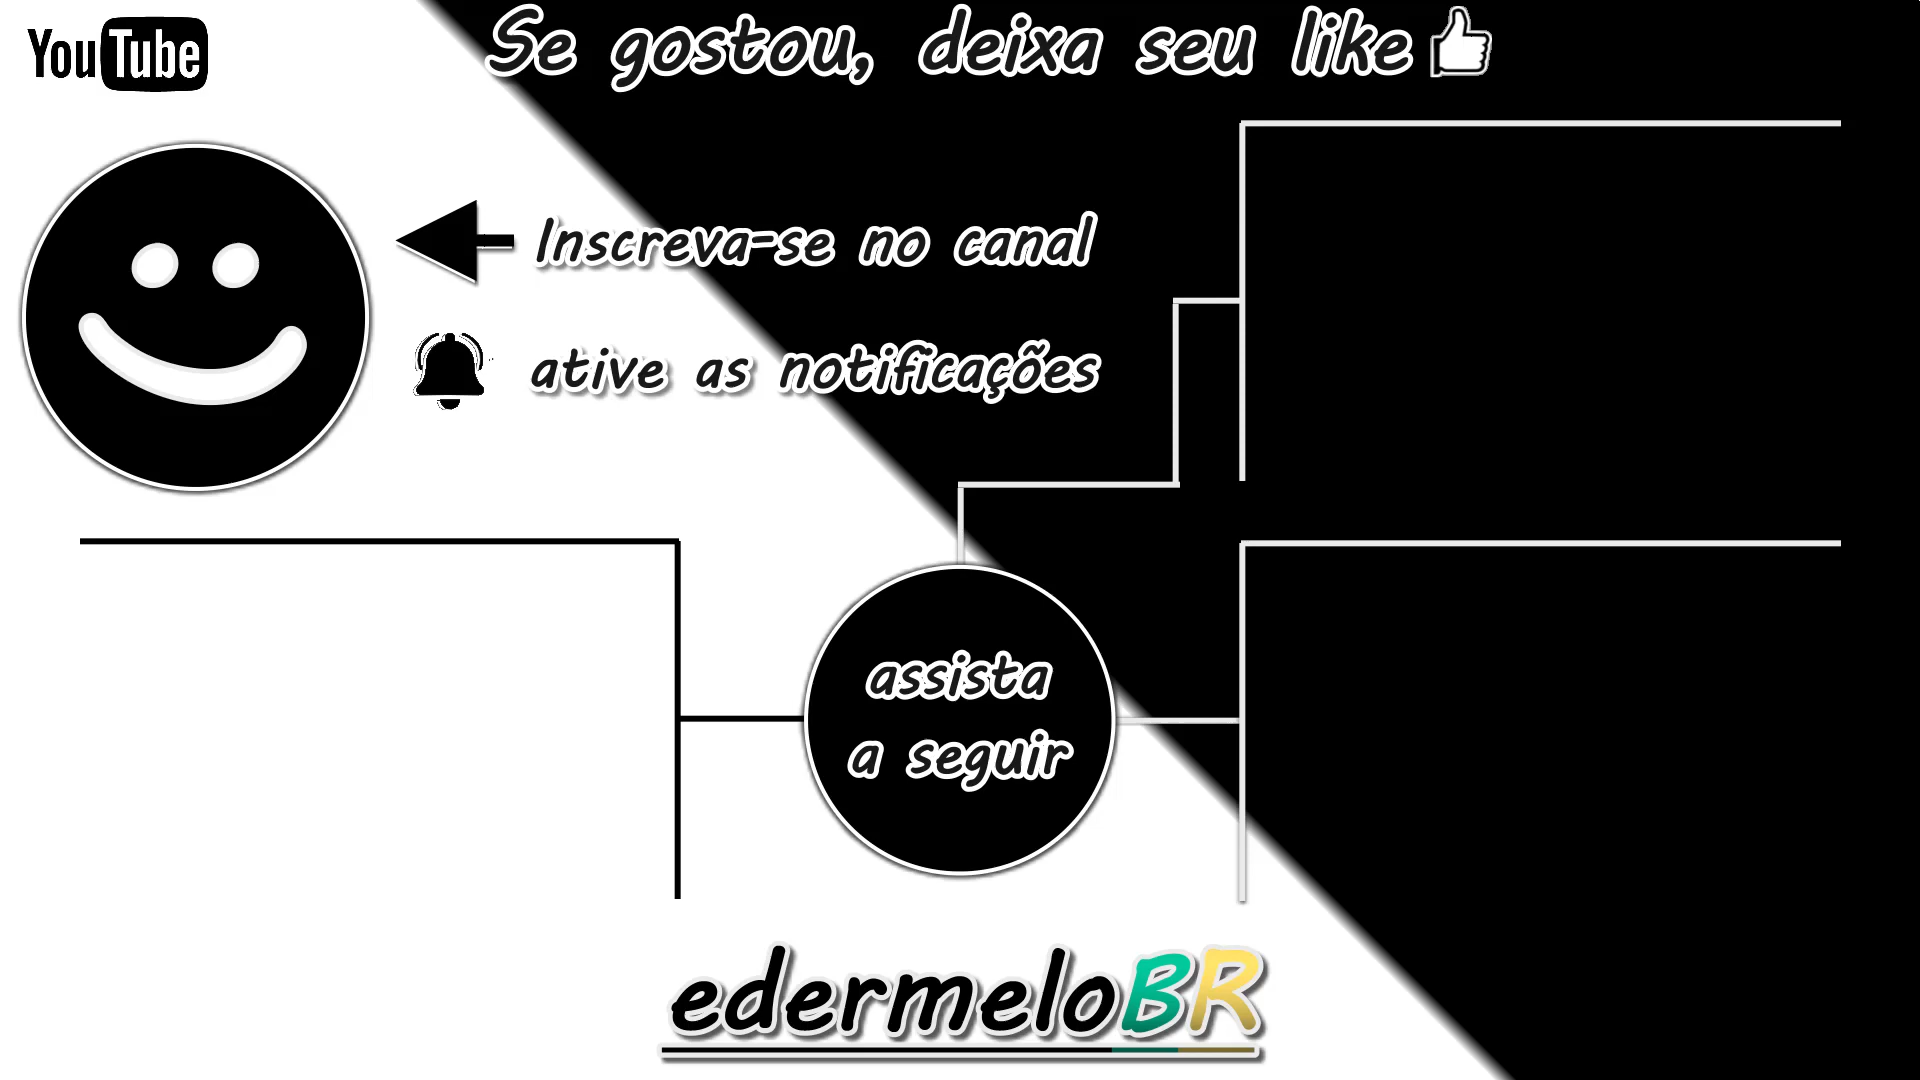 YouTube
Se gostou, deixa seu like
Inscreva-se no canal
ative as notificações
assista
a seguir
edermeloBR